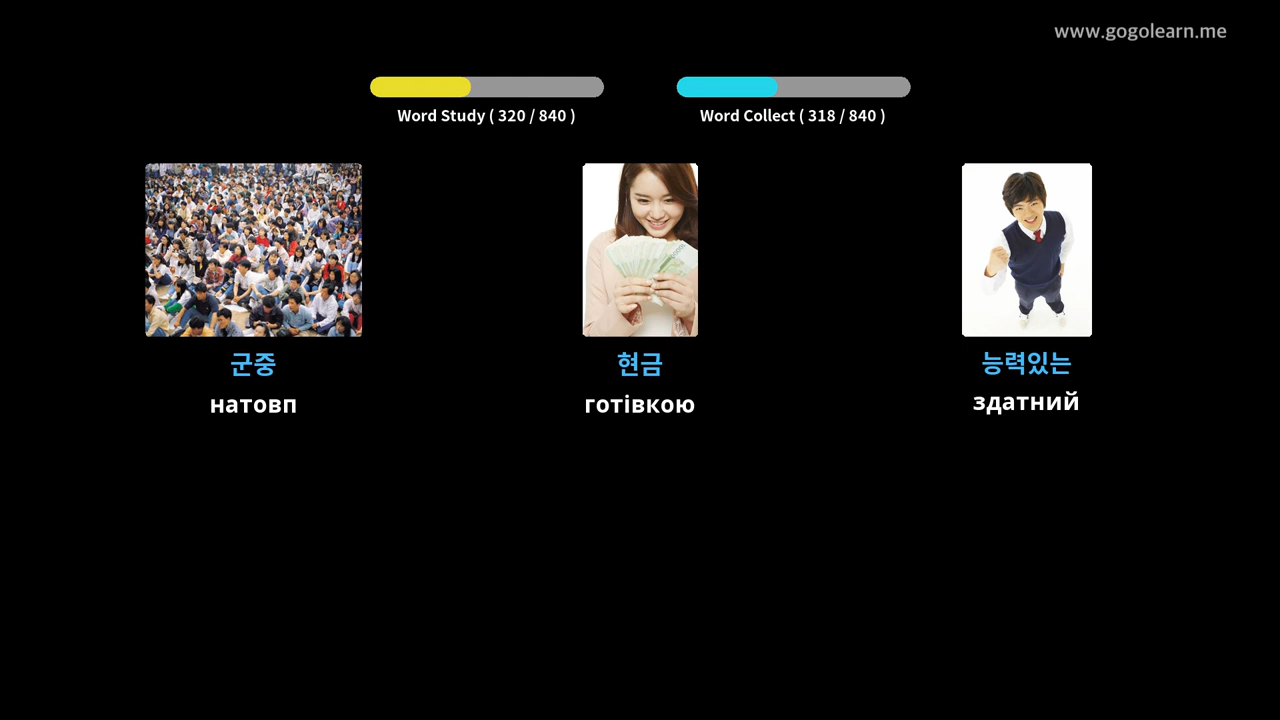 www.gogolearn.me
Word Study ( 320 / 840 )
Word Collect ( 318 / 840 )
군중
현금
능력있는
натовп
готівкою
здатний